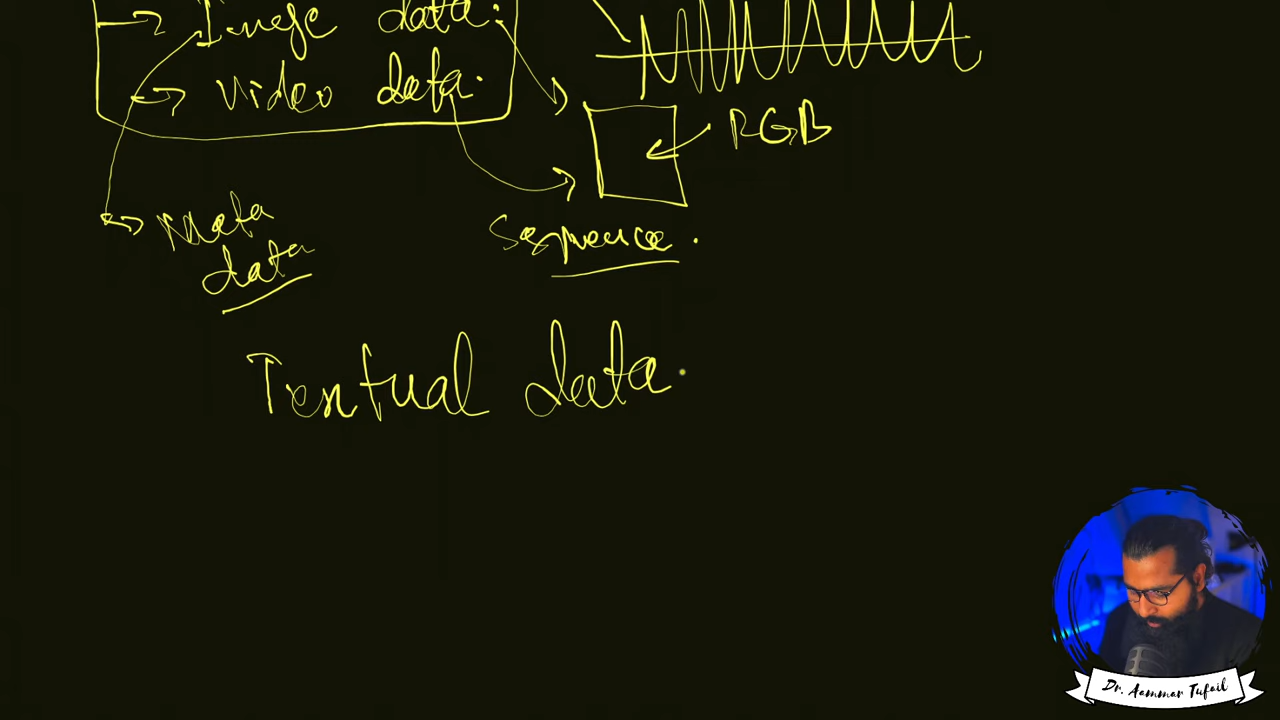 Image data.
video data.
RGB
Meta
data
Sequence.
Textual data.
Dr. Aammar Tufail